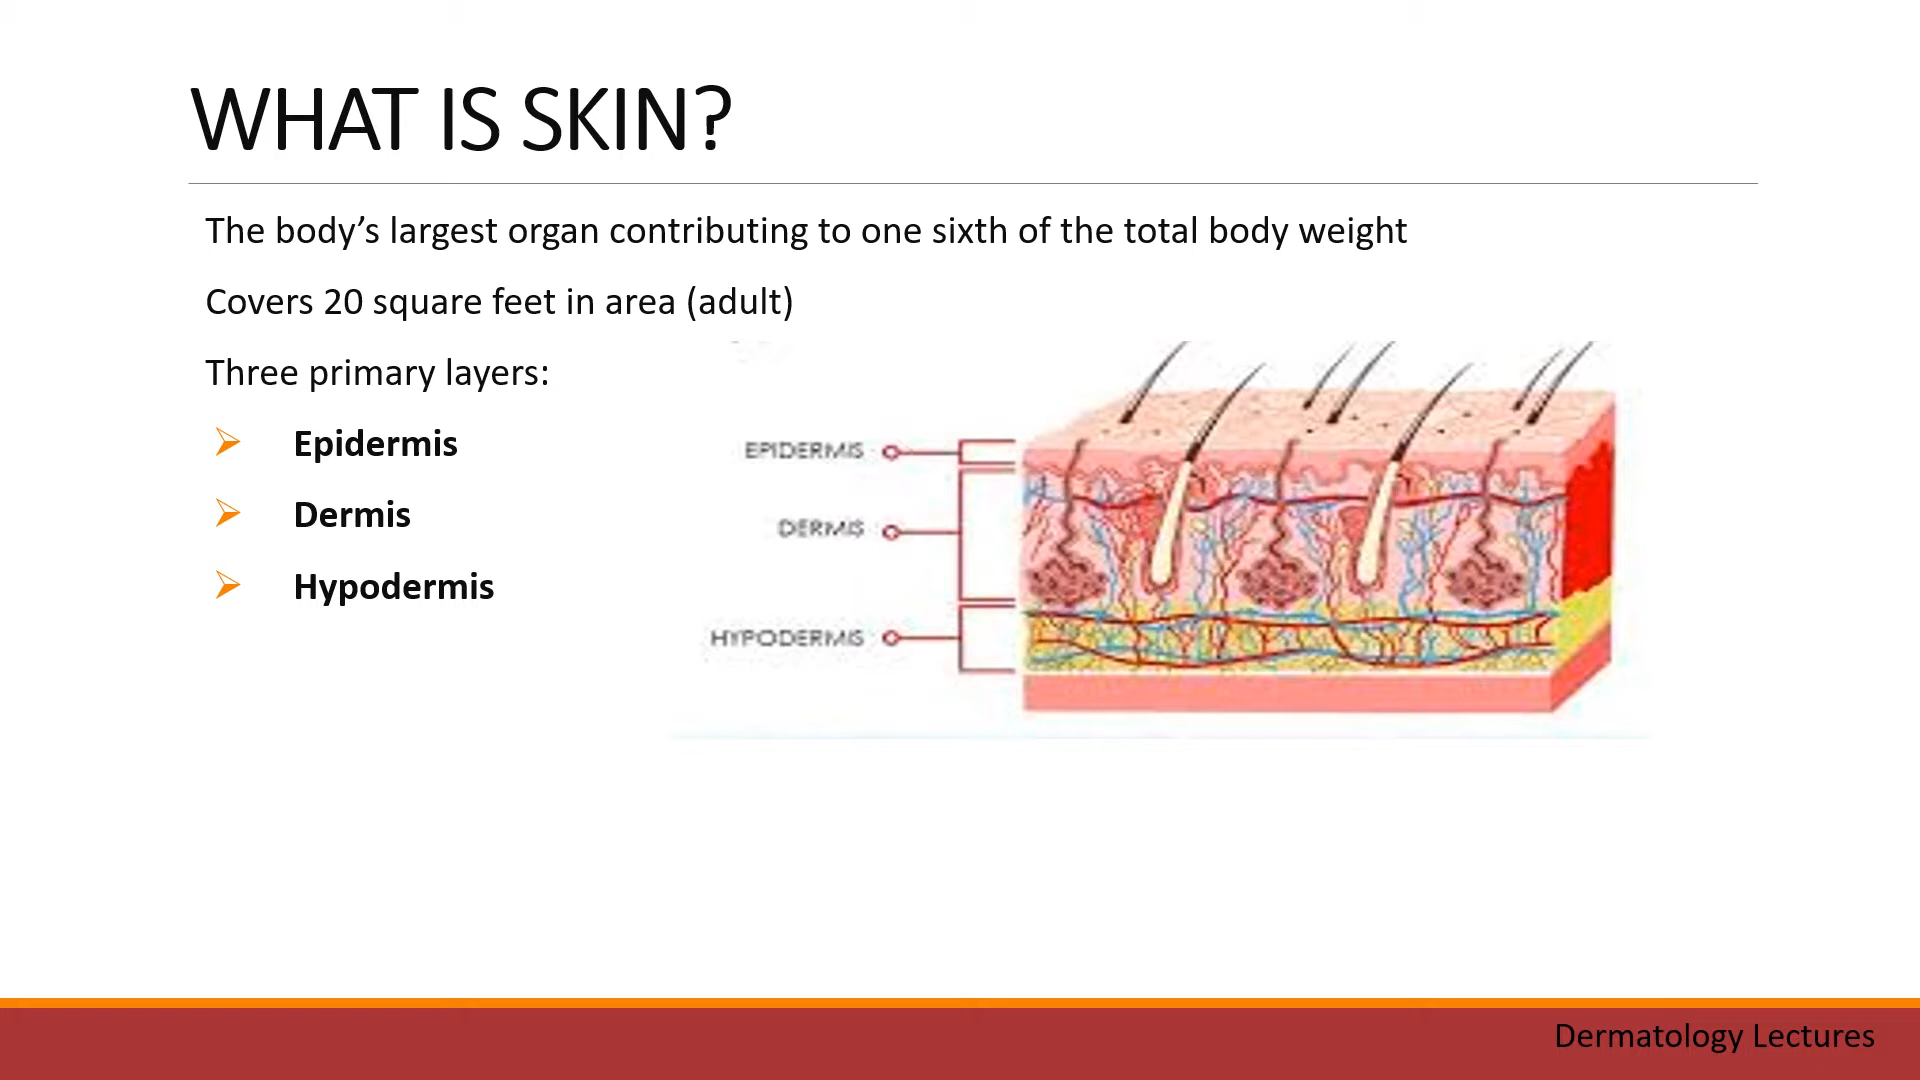 WHAT IS SKIN?
The body’s largest organ contributing to one sixth of the total body weight
Covers 20 square feet in area (adult)
Three primary layers:
Epidermis
Dermis
Hypodermis
EPIDERMIS
DERMIS
HYPODERMIS
Dermatology Lectures